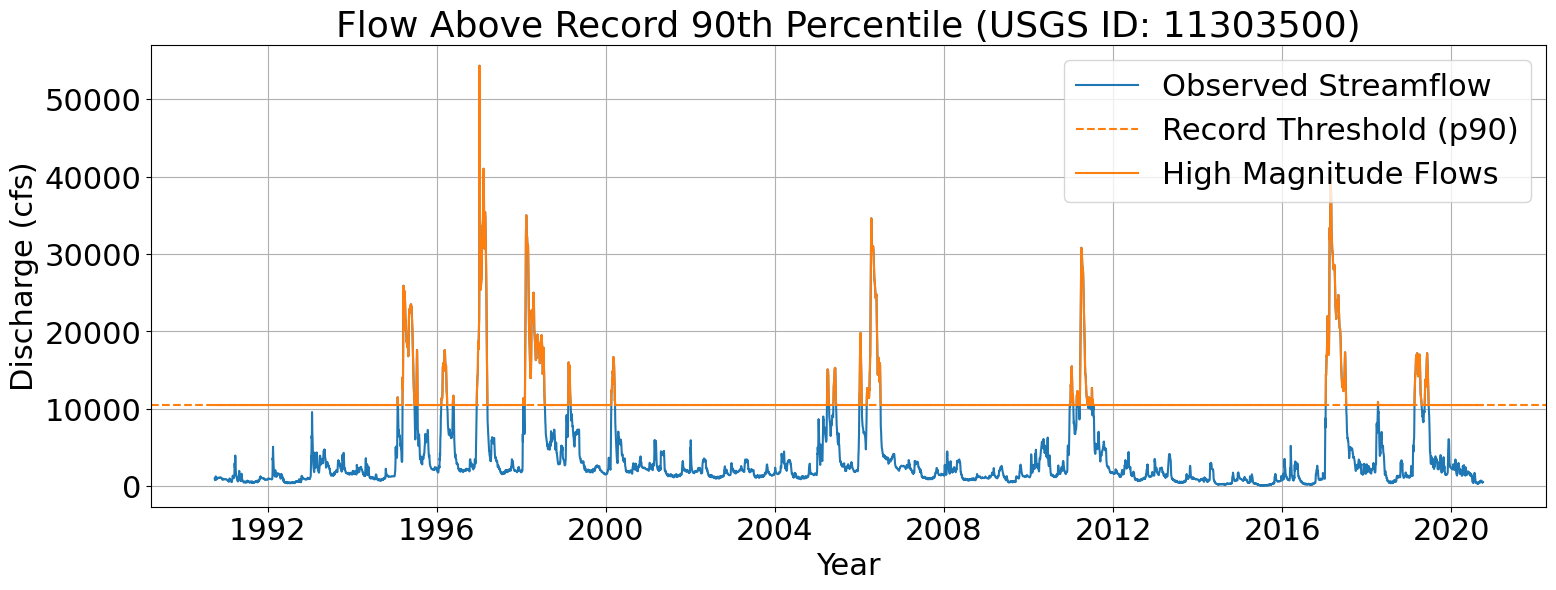 Flow Above Record 90th Percentile (USGS ID: 11303500)
Discharge (cfs)
50000
40000
30000
20000
10000
0
Observed Streamflow
Record Threshold (p90)
High Magnitude Flows
1992 1996 2000 2004 2008 2012 2016 2020
Year